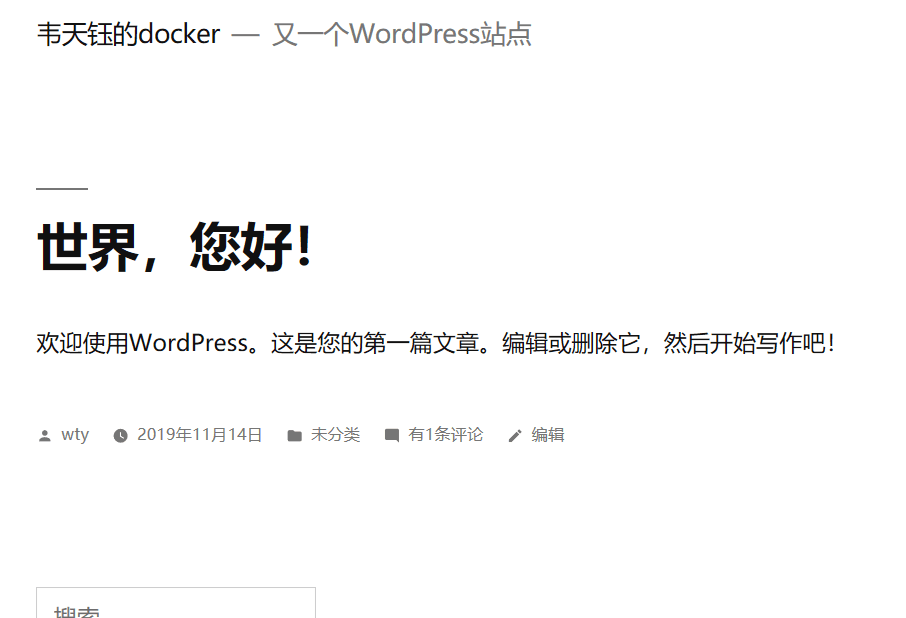 韦天钰的docker — 又一个WordPress站点
世界，您好！
欢迎使用WordPress。这是您的第一篇文章。编辑或删除它，然后开始写作吧！
wty 2019年11月14日 未分类 有1条评论 编辑
搜索